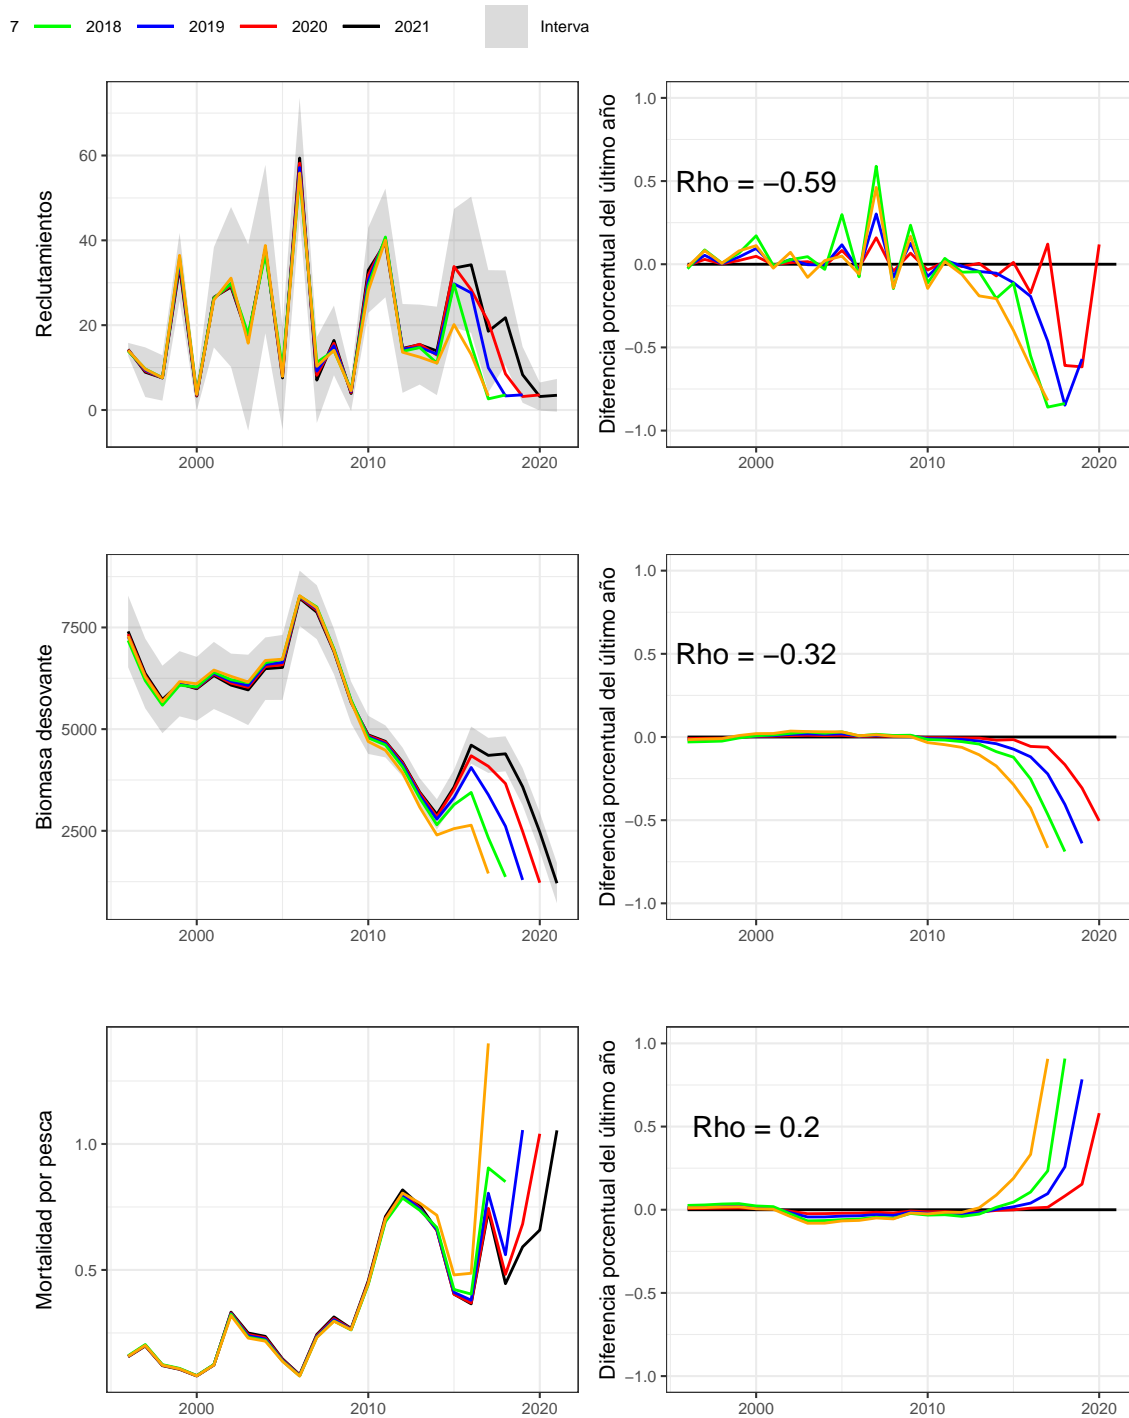 7 2018 2019 2020 2021 Interva
Reclutamientos
60
40
20
0
2000 2010 2020
Diferencia porcentual del último año
1.0
0.5
0.0
−0.5
−1.0
Rho = −0.59
2000 2010 2020
Biomasa desovante
7500
5000
2500
2000 2010 2020
Diferencia porcentual del último año
1.0
0.5
0.0
−0.5
−1.0
Rho = −0.32
2000 2010 2020
Mortalidad por pesca
1.0
0.5
2000 2010 2020
Diferencia porcentual del último año
1.0
0.5
0.0
−0.5
−1.0
Rho = 0.2
2000 2010 2020